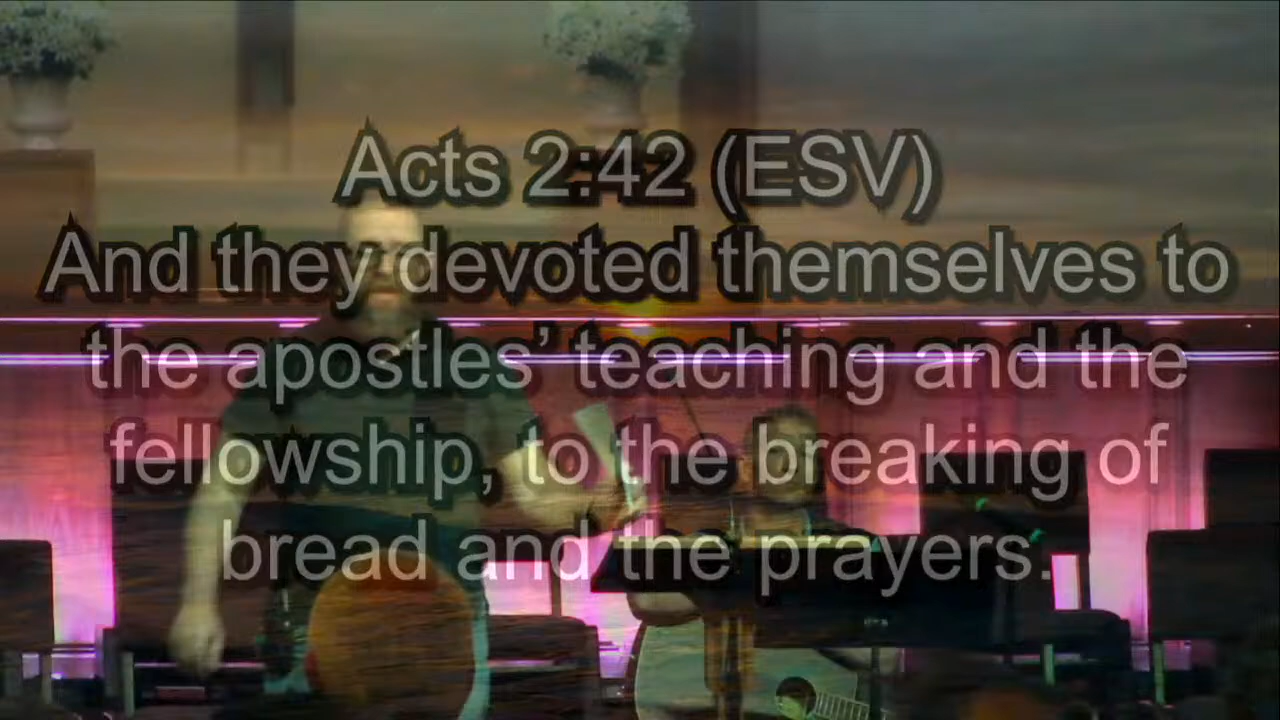 Acts 2:42 (ESV)
And they devoted themselves to
the apostles’ teaching and the
fellowship, to the breaking of
bread and the prayers.